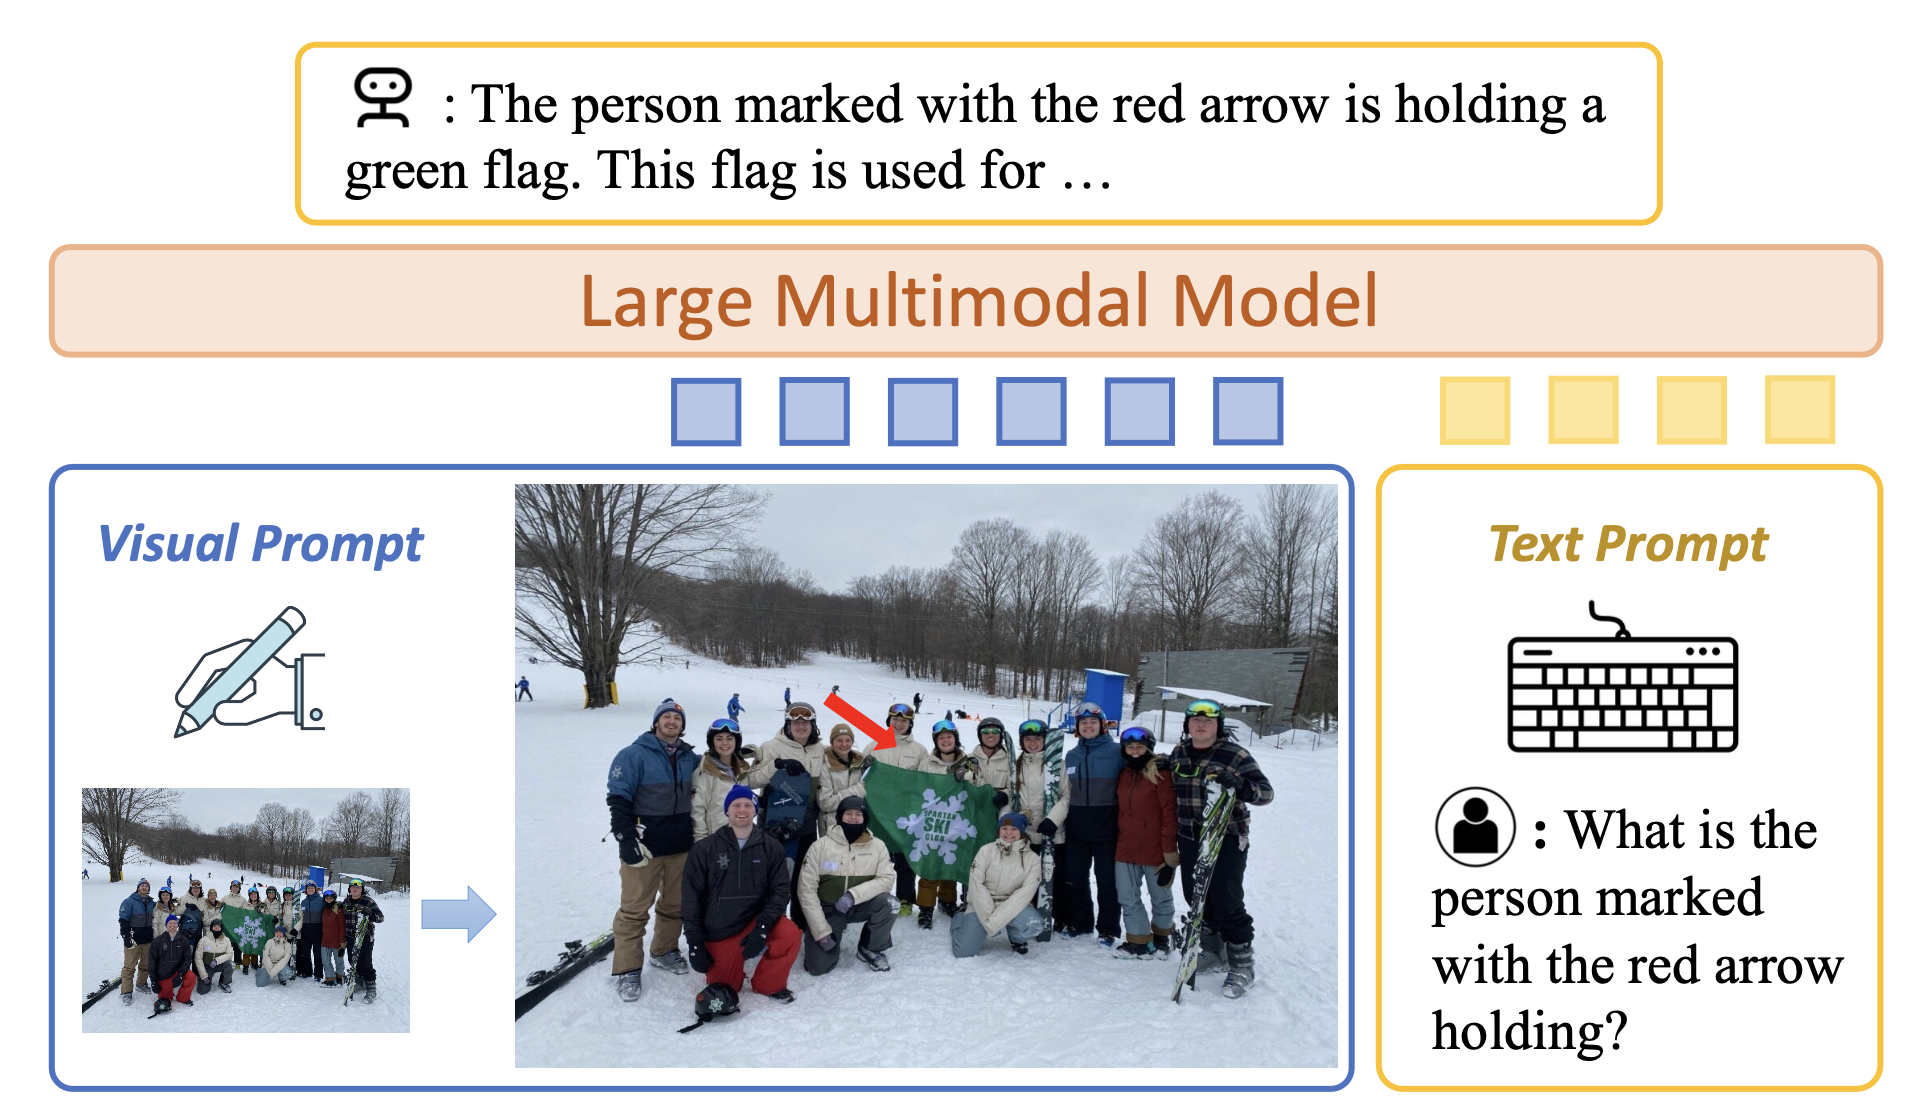 : The person marked with the red arrow is holding a
green flag. This flag is used for …
Large Multimodal Model
Visual Prompt
SPARTAN
SKI
CLUB
Text Prompt
: What is the
person marked
with the red arrow
holding?